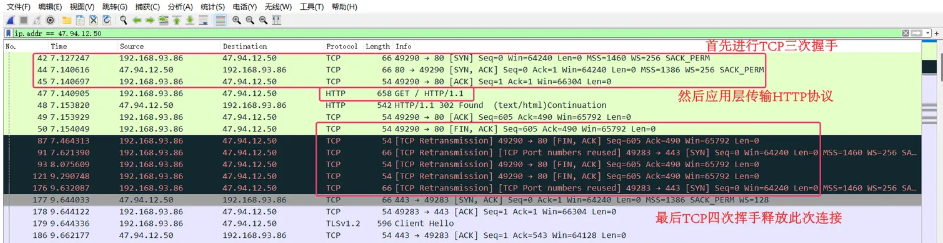 文件(F) 编辑(E) 视图(V) 跳转(G) 捕获(C) 分析(A) 统计(S) 电话(Y) 无线(W) 工具(T) 帮助(H)
ip.addr == 47.94.12.50
No. Time Source Destination Protocol Length Info
首先进行TCP三次握手
42 7.127247 192.168.93.86 47.94.12.50 TCP 66 49290 → 80 [SYN] Seq=0 Win=64240 Len=0 MSS=1460 WS=256 SACK_PERM
44 7.140616 47.94.12.50 192.168.93.86 TCP 66 80 → 49290 [SYN, ACK] Seq=0 Ack=1 Win=64240 Len=0 MSS=1386 WS=256 SACK_PERM
45 7.140697 192.168.93.86 47.94.12.50 TCP 54 49290 → 80 [ACK] Seq=1 Ack=1 Win=66304 Len=0
47 7.140905 192.168.93.86 47.94.12.50 HTTP 658 GET / HTTP/1.1
然后应用层传输HTTP协议
48 7.153820 47.94.12.50 192.168.93.86 HTTP 542 HTTP/1.1 302 Found (text/html)Continuation
49 7.153929 192.168.93.86 47.94.12.50 TCP 54 49290 → 80 [ACK] Seq=605 Ack=490 Win=65792 Len=0
50 7.154049 192.168.93.86 47.94.12.50 TCP 54 49290 → 80 [FIN, ACK] Seq=605 Ack=490 Win=65792 Len=0
87 7.464313 192.168.93.86 47.94.12.50 TCP 54 [TCP Retransmission] 49290 → 80 [FIN, ACK] Seq=605 Ack=490 Win=65792 Len=0
91 7.621390 192.168.93.86 47.94.12.50 TCP 66 [TCP Retransmission] [TCP Port numbers reused] 49283 → 443 [SYN] Seq=0 Win=64240 Len=0 MSS=1460 WS=256 SA…
93 8.075609 192.168.93.86 47.94.12.50 TCP 54 [TCP Retransmission] 49290 → 80 [FIN, ACK] Seq=605 Ack=490 Win=65792 Len=0
121 9.290748 192.168.93.86 47.94.12.50 TCP 54 [TCP Retransmission] 49290 → 80 [FIN, ACK] Seq=605 Ack=490 Win=65792 Len=0
176 9.632087 192.168.93.86 47.94.12.50 TCP 66 [TCP Retransmission] [TCP Port numbers reused] 49283 → 443 [SYN] Seq=0 Win=64240 Len=0 MSS=1460 WS=256 SA…
177 9.644033 47.94.12.50 192.168.93.86 TCP 66 443 → 49283 [SYN, ACK] Seq=0 Ack=1 Win=64240 Len=0 MSS=1386 SACK_PERM WS=128
178 9.644122 192.168.93.86 47.94.12.50 TCP 54 49283 → 443 [ACK] Seq=1 Ack=1 Win=66304 Len=0
最后TCP四次挥手释放此次连接
179 9.644336 192.168.93.86 47.94.12.50 TLSv1.2 596 Client Hello
186 9.662177 47.94.12.50 192.168.93.86 TCP 54 443 → 49283 [ACK] Seq=1 Ack=543 Win=64128 Len=0